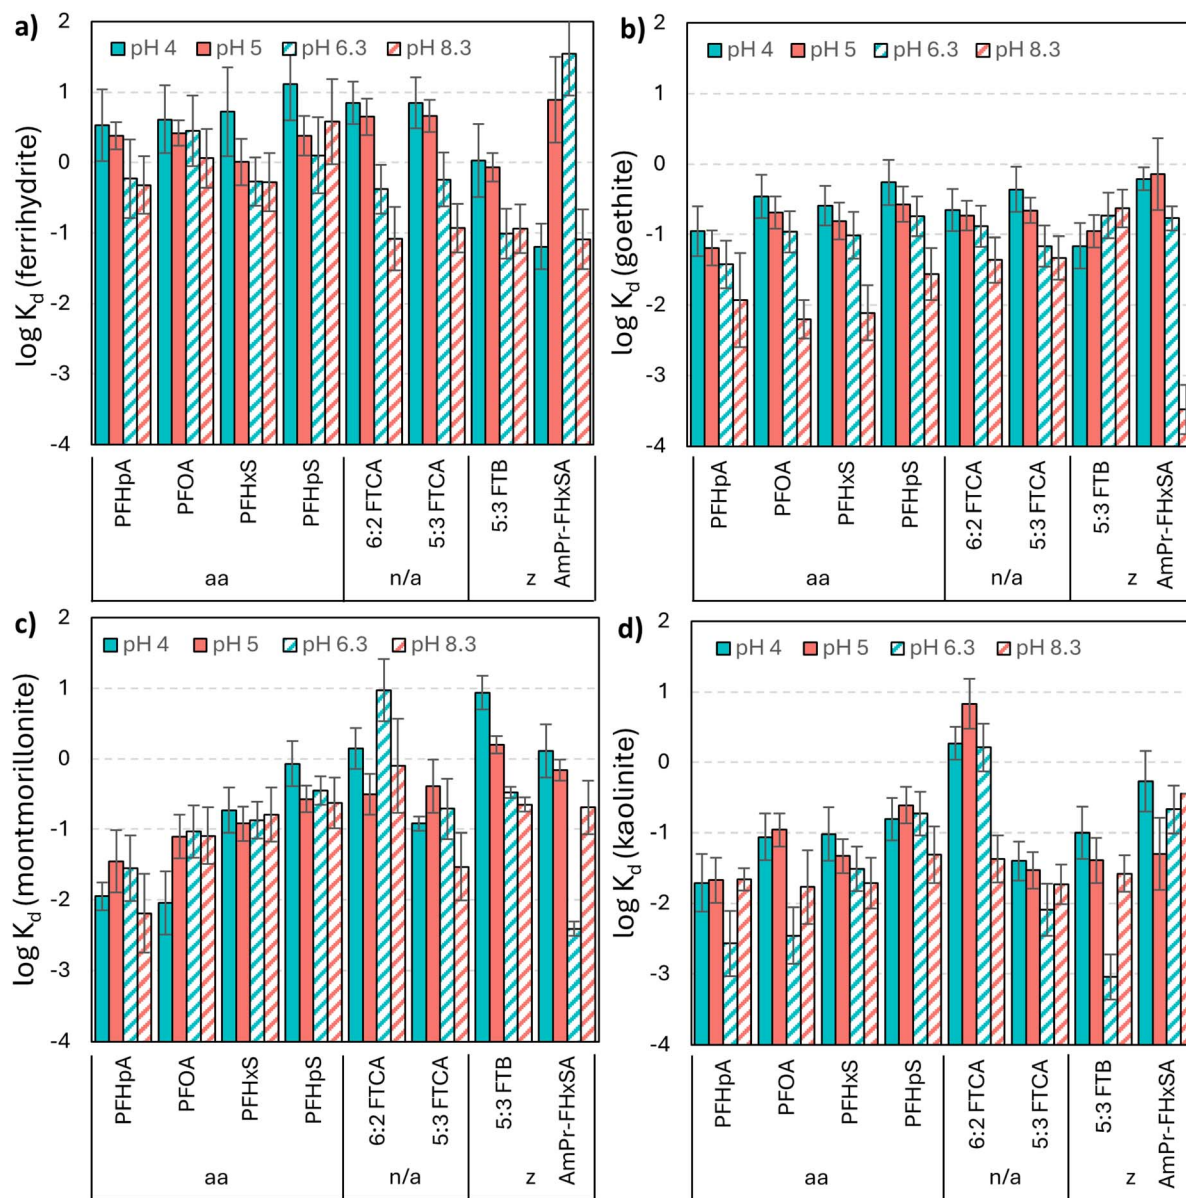 a)
pH 4 pH 5 pH 6.3 pH 8.3
log K_d (ferrihydrite)
2
1
0
-1
-2
-3
-4
PFHpA PFOA PFHxS PFHpS 6:2 FTCA 5:3 FTCA 5:3 FTB AmPr-FHxSA
aa n/a z
b)
pH 4 pH 5 pH 6.3 pH 8.3
log K_d (goethite)
2
1
0
-1
-2
-3
-4
PFHpA PFOA PFHxS PFHpS 6:2 FTCA 5:3 FTCA 5:3 FTB AmPr-FHxSA
aa n/a z
c)
pH 4 pH 5 pH 6.3 pH 8.3
log K_d (montmorillonite)
2
1
0
-1
-2
-3
-4
PFHpA PFOA PFHxS PFHpS 6:2 FTCA 5:3 FTCA 5:3 FTB AmPr-FHxSA
aa n/a z
d)
pH 4 pH 5 pH 6.3 pH 8.3
log K_d (kaolinite)
2
1
0
-1
-2
-3
-4
PFHpA PFOA PFHxS PFHpS 6:2 FTCA 5:3 FTCA 5:3 FTB AmPr-FHxSA
aa n/a z